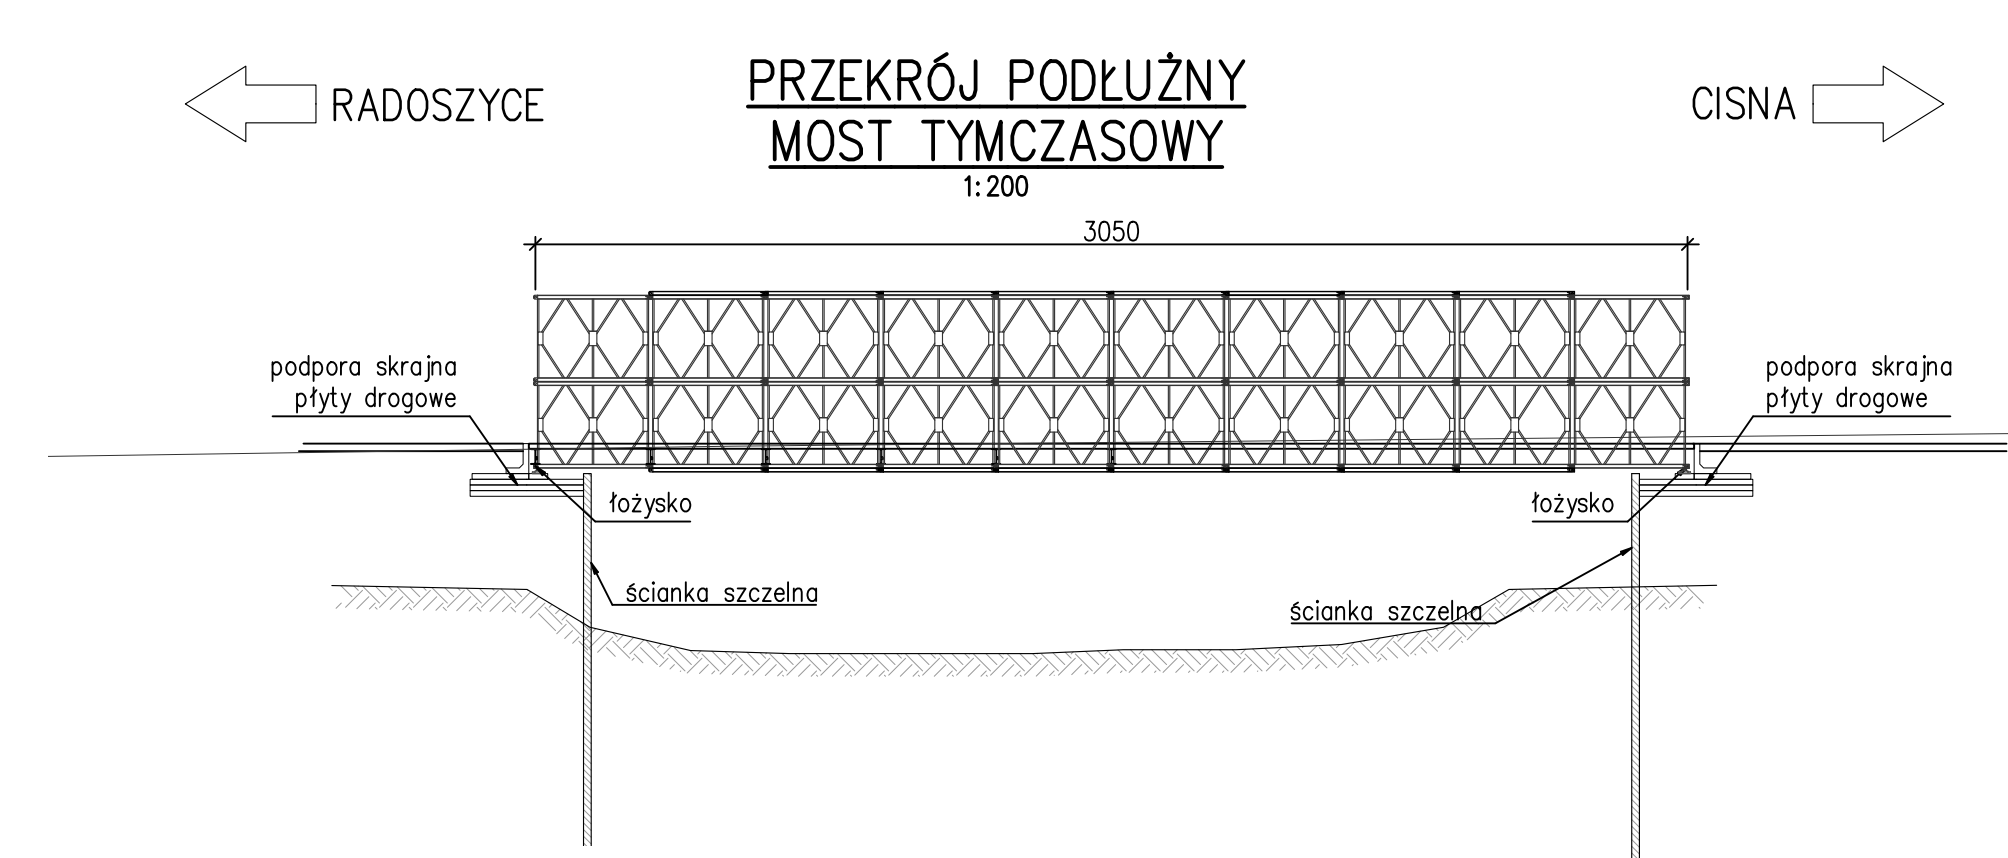 RADOSZYCE
PRZEKRÓJ PODŁUŻNY
MOST TYMCZASOWY
1:200
CISNA
3050
podpora skrajna
płyty drogowe
podpora skrajna
płyty drogowe
łożysko
łożysko
ścianka szczelna
ścianka szczelna